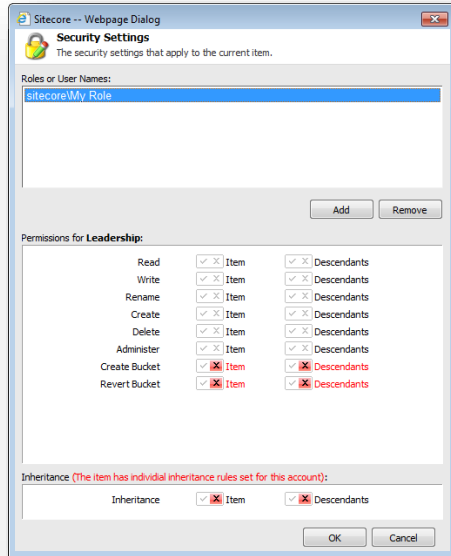 Sitecore -- Webpage Dialog
Security Settings
The security settings that apply to the current item.
Roles or User Names:
sitecore\My Role
Add Remove
Permissions for Leadership:
Read Item Descendants
Write Item Descendants
Rename Item Descendants
Create Item Descendants
Delete Item Descendants
Administer Item Descendants
Create Bucket Item Descendants
Revert Bucket Item Descendants
Inheritance (The item has individial inheritance rules set for this account):
Inheritance Item Descendants
OK Cancel